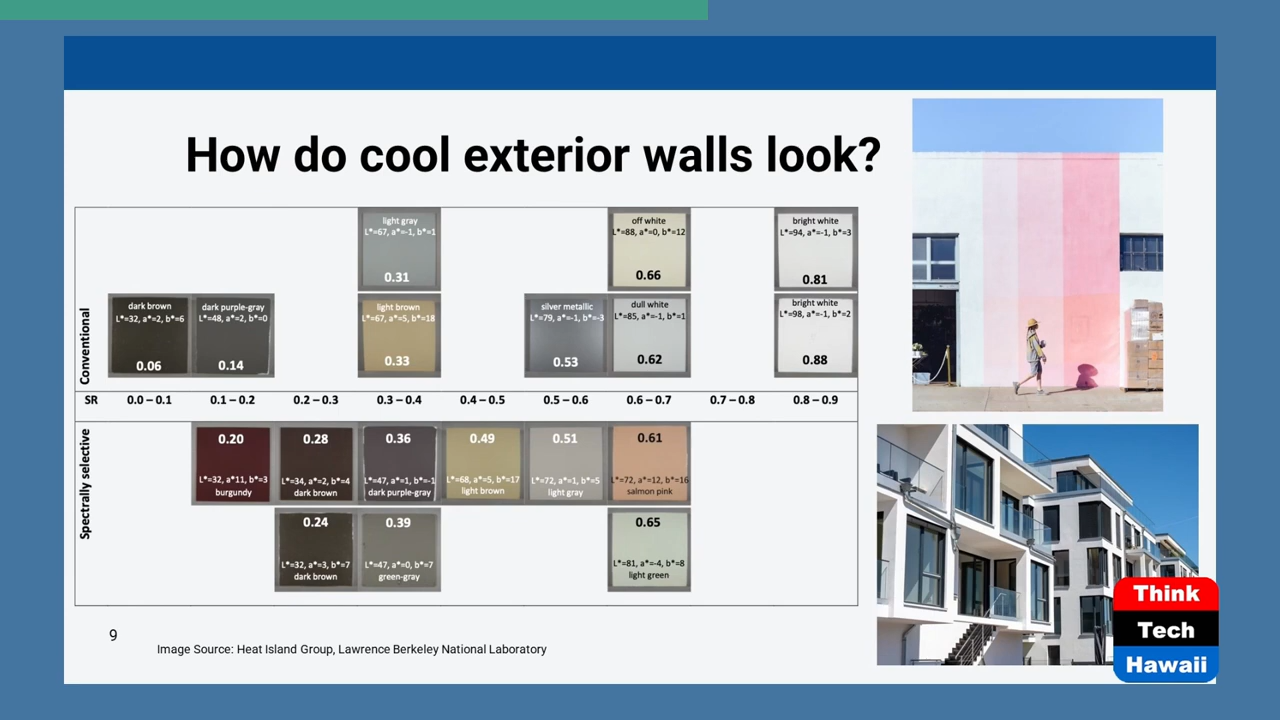 How do cool exterior walls look?
light gray
L*=67, a*=-1, b*=1
0.31
off white
L*=88, a*=0, b*=12
0.66
bright white
L*=94, a*=-1, b*=3
0.81
Conventional
dark brown
L*=32, a*=2, b*=6
0.06
dark purple-gray
L*=48, a*=2, b*=0
0.14
light brown
L*=67, a*=5, b*=18
0.33
silver metallic
L*=79, a*=-1, b*=-3
0.53
dull white
L*=85, a*=-1, b*=1
0.62
bright white
L*=98, a*=-1, b*=2
0.88
SR 0.0 – 0.1 0.1 – 0.2 0.2 – 0.3 0.3 – 0.4 0.4 – 0.5 0.5 – 0.6 0.6 – 0.7 0.7 – 0.8 0.8 – 0.9
Spectrally selective
0.20
L*=32, a*11, b*=3
burgundy
0.28
L*=34, a*=2, b*=4
dark brown
0.36
L*=47, a*=1, b*=-1
dark purple-gray
0.49
L*=68, a*=5, b*=17
light brown
0.51
L*=72, a*=1, b*=5
light gray
0.61
L*=72, a*=12, b*=16
salmon pink
0.24
L*=32, a*=3, b*=7
dark brown
0.39
L*=47, a*=0, b*=7
green-gray
0.65
L*=81, a*=-4, b*=8
light green
9
Image Source: Heat Island Group, Lawrence Berkeley National Laboratory
Think
Tech
Hawaii